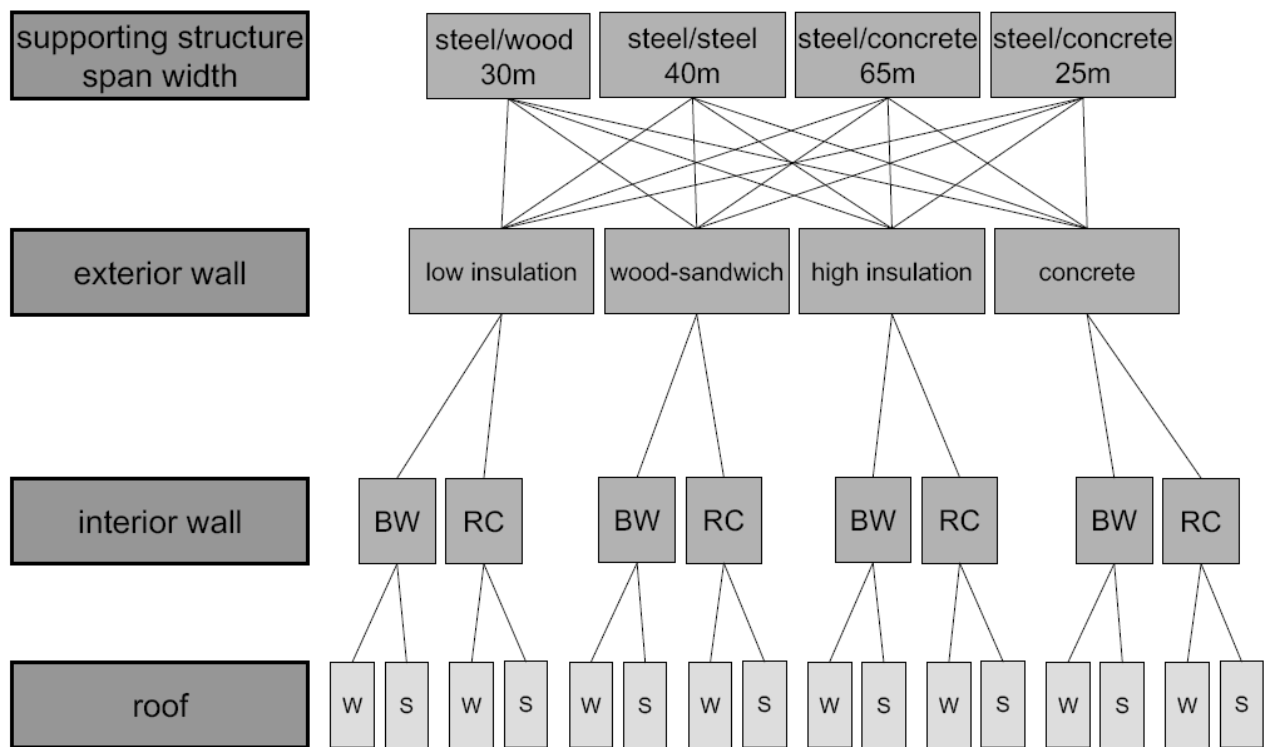 supporting structure
span width
steel/wood
30m
steel/steel
40m
steel/concrete
65m
steel/concrete
25m
exterior wall
low insulation
wood-sandwich
high insulation
concrete
interior wall
BW
RC
BW
RC
BW
RC
BW
RC
roof
W
S
W
S
W
S
W
S
W
S
W
S
W
S
W
S